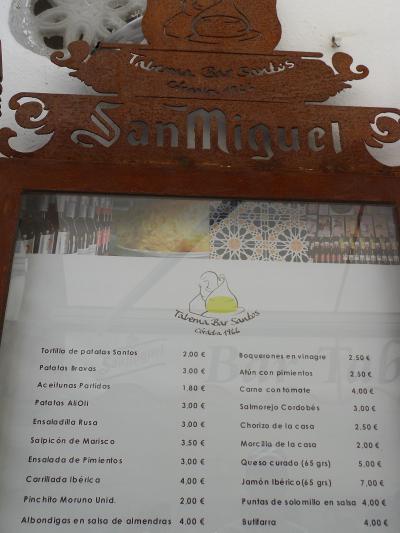 Taberna Bar Santos
Córdoba 1966
San Miguel
Taberna Bar Santos
Córdoba 1966
Tortilla de patatas Santos 2,00 €
Patatas Bravas 3,00 €
Aceitunas Partidas 1,80 €
Patatas AliOli 3,00 €
Ensaladilla Rusa 3,00 €
Salpicón de Marisco 3,50 €
Ensalada de Pimientos 3,00 €
Carrillada Ibérica 4,00 €
Pinchito Moruno Unid. 2,00 €
Albondigas en salsa de almendras 4,00 €
Boquerones en vinagre 2.50 €
Atún con pimientos 2.50 €
Carne con tomate 4,00 €
Salmorejo Cordobés 3,00 €
Chorizo de la casa 2.50 €
Morcilla de la casa 2,00 €
Queso curado (65 grs) 5,00 €
Jamón Ibérico (65 grs) 7,00 €
Puntas de solomillo en salsa 4,00 €
Butifarra 4,00 €